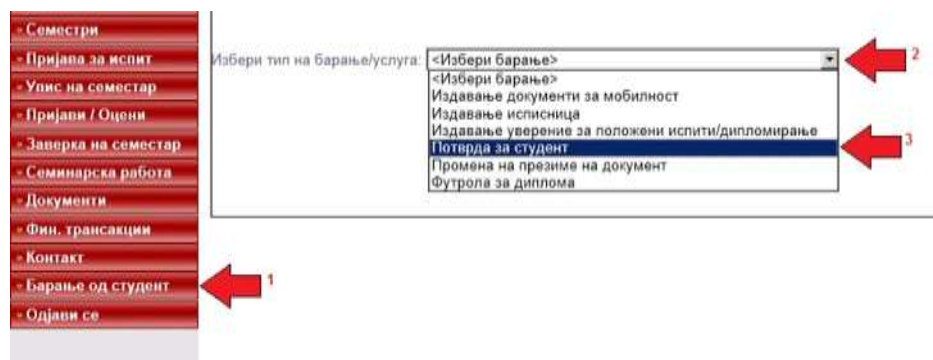 - Семестри
- Пријава за испит
- Упис на семестар
- Пријави / Оцени
- Заверка на семестар
- Семинарска работа
- Документи
- Фин. трансакции
- Контакт
- Барање од студент
- Одјави се
Избери тип на барање/услуга: <Избери барање>
<Избери барање>
Издавање документи за мобилност
Издавање исписница
Издавање уверение за положени испити/дипломирање
Потврда за студент
Промена на презиме на документ
Футрола за диплома
2
3
1